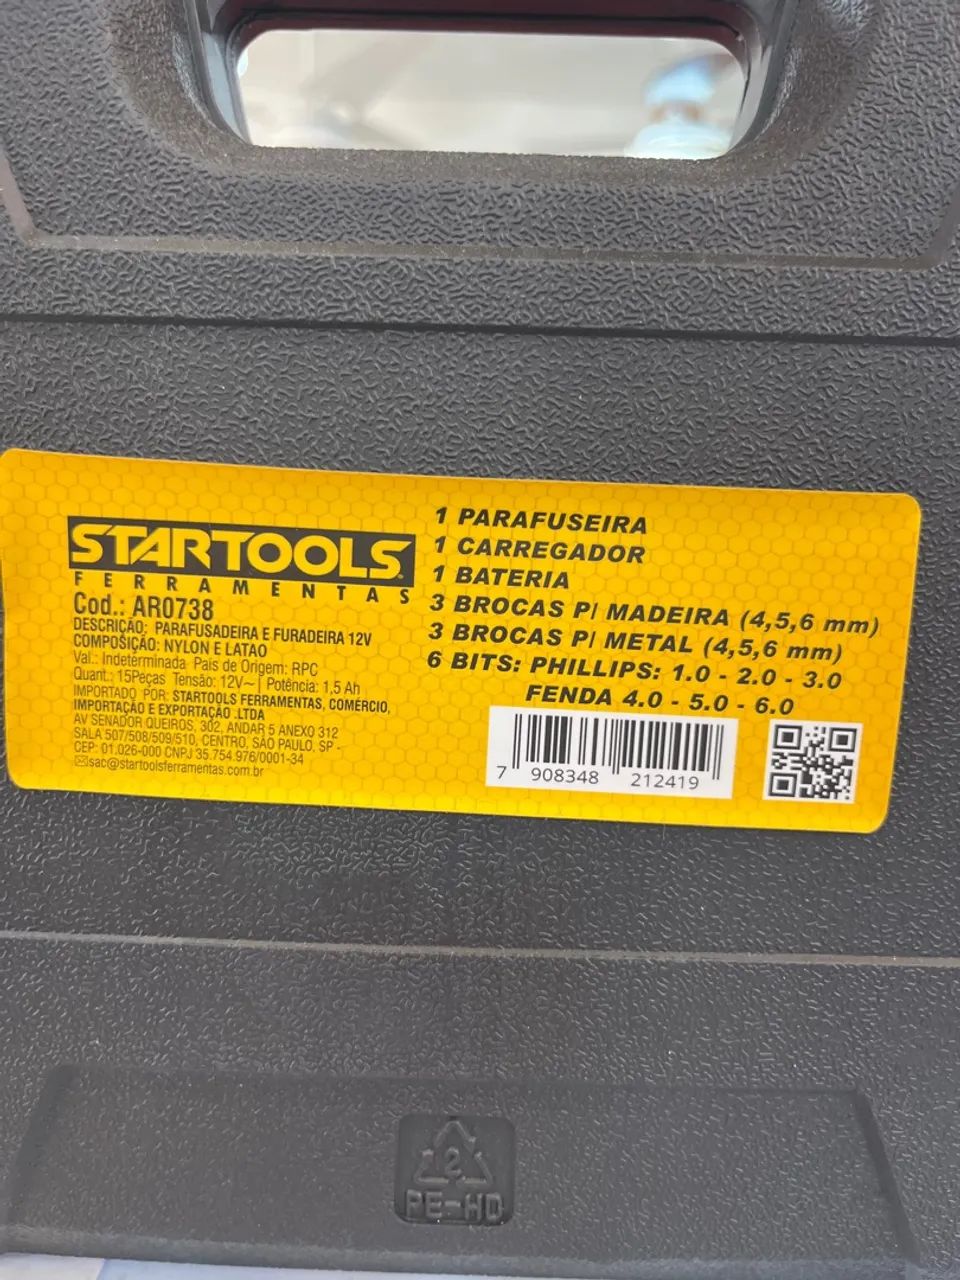 STARTOOLS
FERRAMENTAS
Cod.: AR0738
DESCRIÇÃO: PARAFUSADEIRA E FURADEIRA 12V
COMPOSIÇÃO: NYLON E LATAO
Val.: Indeterminada Pais de Origem: RPC
Quant.: 15Peças Tensão: 12V~ | Potência: 1,5 Ah
IMPORTADO POR: STARTOOLS FERRAMENTAS, COMÉRCIO,
IMPORTAÇÃO E EXPORTAÇÃO .LTDA
AV SENADOR QUEIROS, 302, ANDAR 5 ANEXO 312
SALA 507/508/509/510, CENTRO, SÃO PAULO, SP -
CEP: 01.026-000 CNPJ 35.754.976/0001-34
sac@startoolsferramentas.com.br
1 PARAFUSEIRA
1 CARREGADOR
1 BATERIA
3 BROCAS P/ MADEIRA (4,5,6 mm)
3 BROCAS P/ METAL (4,5,6 mm)
6 BITS: PHILLIPS: 1.0 - 2.0 - 3.0
FENDA 4.0 - 5.0 - 6.0
7 908348 212419
2
PE-HD